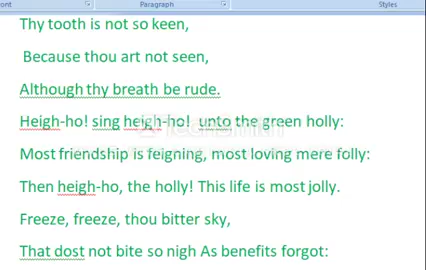 ont Paragraph Styles
Thy tooth is not so keen,
Because thou art not seen,
Although thy breath be rude.
Heigh-ho! sing heigh-ho! unto the green holly:
Most friendship is feigning, most loving mere folly:
Then heigh-ho, the holly! This life is most jolly.
Freeze, freeze, thou bitter sky,
That dost not bite so nigh As benefits forgot: